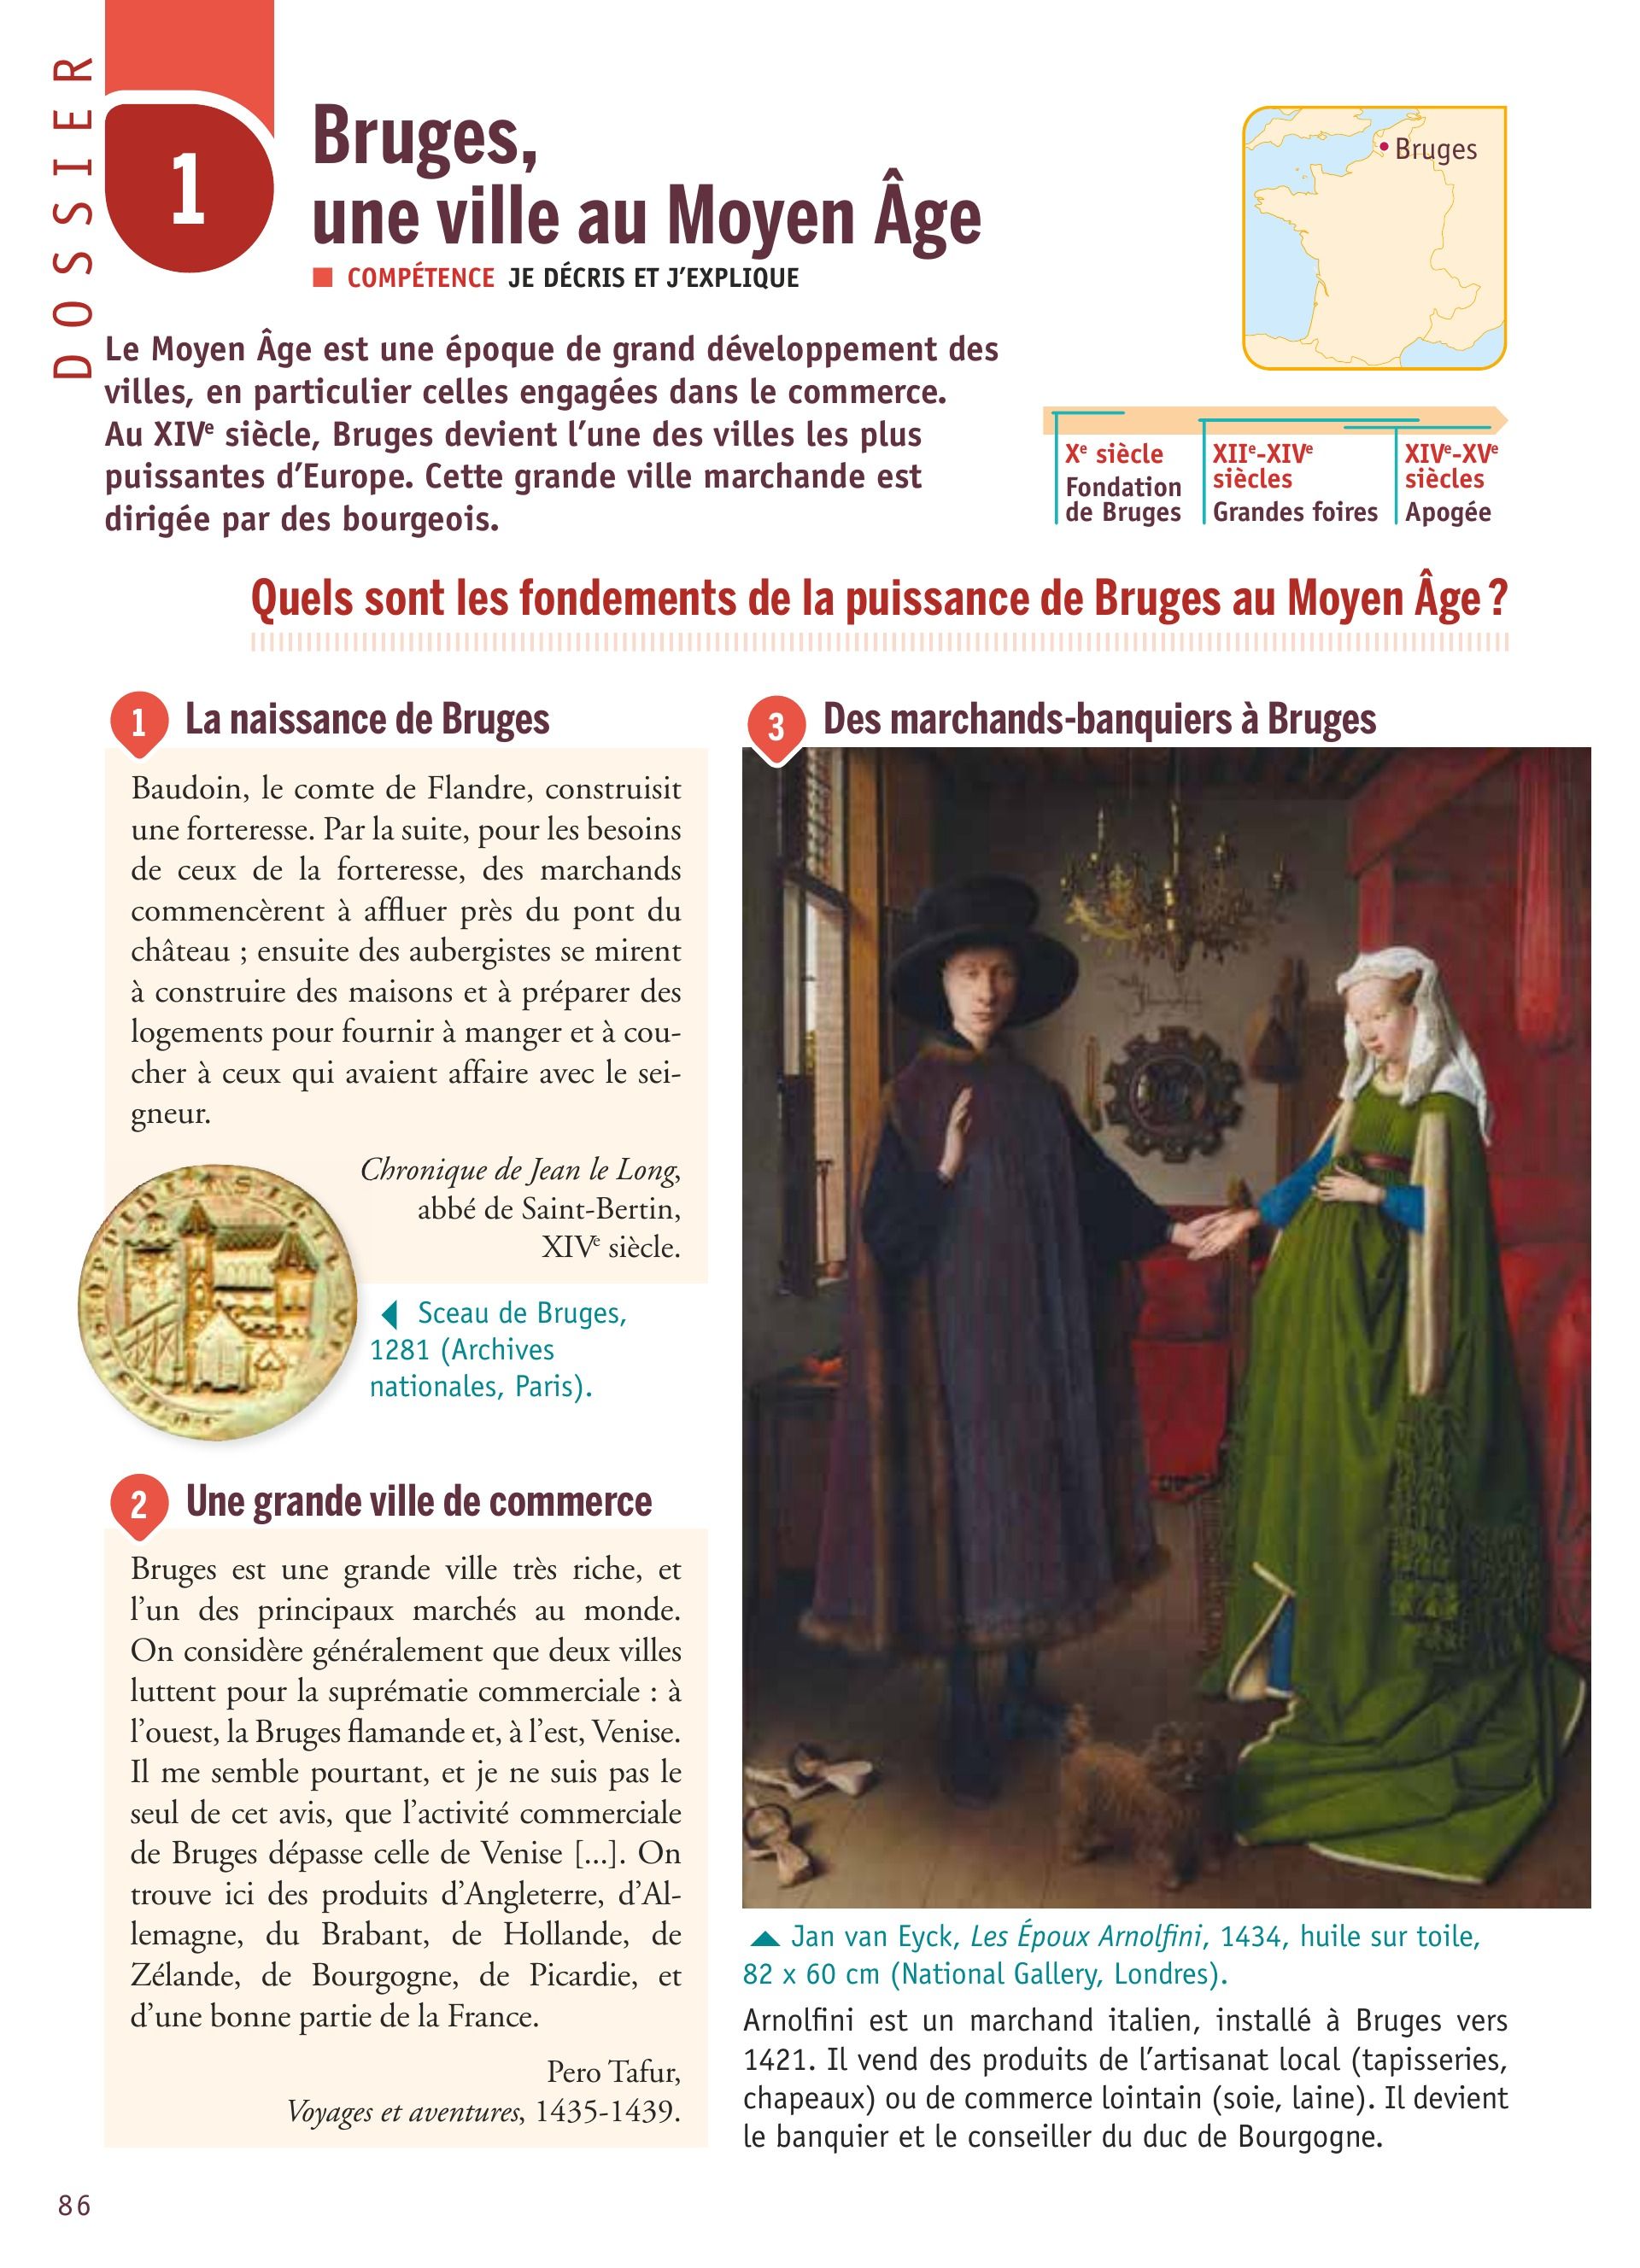 DOSSIER
1
Bruges,
une ville au Moyen Âge
COMPÉTENCE JE DÉCRIS ET J'EXPLIQUE
Le Moyen Âge est une époque de grand développement des
villes, en particulier celles engagées dans le commerce.
Au XIVe siècle, Bruges devient l'une des villes les plus
puissantes d'Europe. Cette grande ville marchande est
dirigée par des bourgeois.
Bruges
Xe siècle
Fondation
de Bruges
XIIe-XIVe
siècles
Grandes foires
XIVe-XVe
siècles
Apogée
Quels sont les fondements de la puissance de Bruges au Moyen Âge ?
1 La naissance de Bruges
Baudoin, le comte de Flandre, construisit
une forteresse. Par la suite, pour les besoins
de ceux de la forteresse, des marchands
commencèrent à affluer près du pont du
château ; ensuite des aubergistes se mirent
à construire des maisons et à préparer des
logements pour fournir à manger et à cou-
cher à ceux qui avaient affaire avec le sei-
gneur.
Chronique de Jean le Long,
abbé de Saint-Bertin,
XIVe siècle.
Sceau de Bruges,
1281 (Archives
nationales, Paris).
2 Une grande ville de commerce
Bruges est une grande ville très riche, et
l'un des principaux marchés au monde.
On considère généralement que deux villes
luttent pour la suprématie commerciale : à
l'ouest, la Bruges flamande et, à l'est, Venise.
Il me semble pourtant, et je ne suis pas le
seul de cet avis, que l'activité commerciale
de Bruges dépasse celle de Venise [...]. On
trouve ici des produits d'Angleterre, d'Al-
lemagne, du Brabant, de Hollande, de
Zélande, de Bourgogne, de Picardie, et
d'une bonne partie de la France.
Pero Tafur,
Voyages et aventures, 1435-1439.
3 Des marchands-banquiers à Bruges
Jan van Eyck, Les Époux Arnolfini, 1434, huile sur toile,
82 x 60 cm (National Gallery, Londres).
Arnolfini est un marchand italien, installé à Bruges vers
1421. Il vend des produits de l'artisanat local (tapisseries,
chapeaux) ou de commerce lointain (soie, laine). Il devient
le banquier et le conseiller du duc de Bourgogne.
86